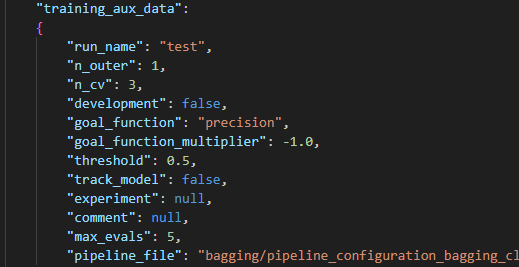 "training_aux_data":
{
"run_name": "test",
"n_outer": 1,
"n_cv": 3,
"development": false,
"goal_function": "precision",
"goal_function_multiplier": -1.0,
"threshold": 0.5,
"track_model": false,
"experiment": null,
"comment": null,
"max_evals": 5,
"pipeline_file": "bagging/pipeline_configuration_bagging_cl